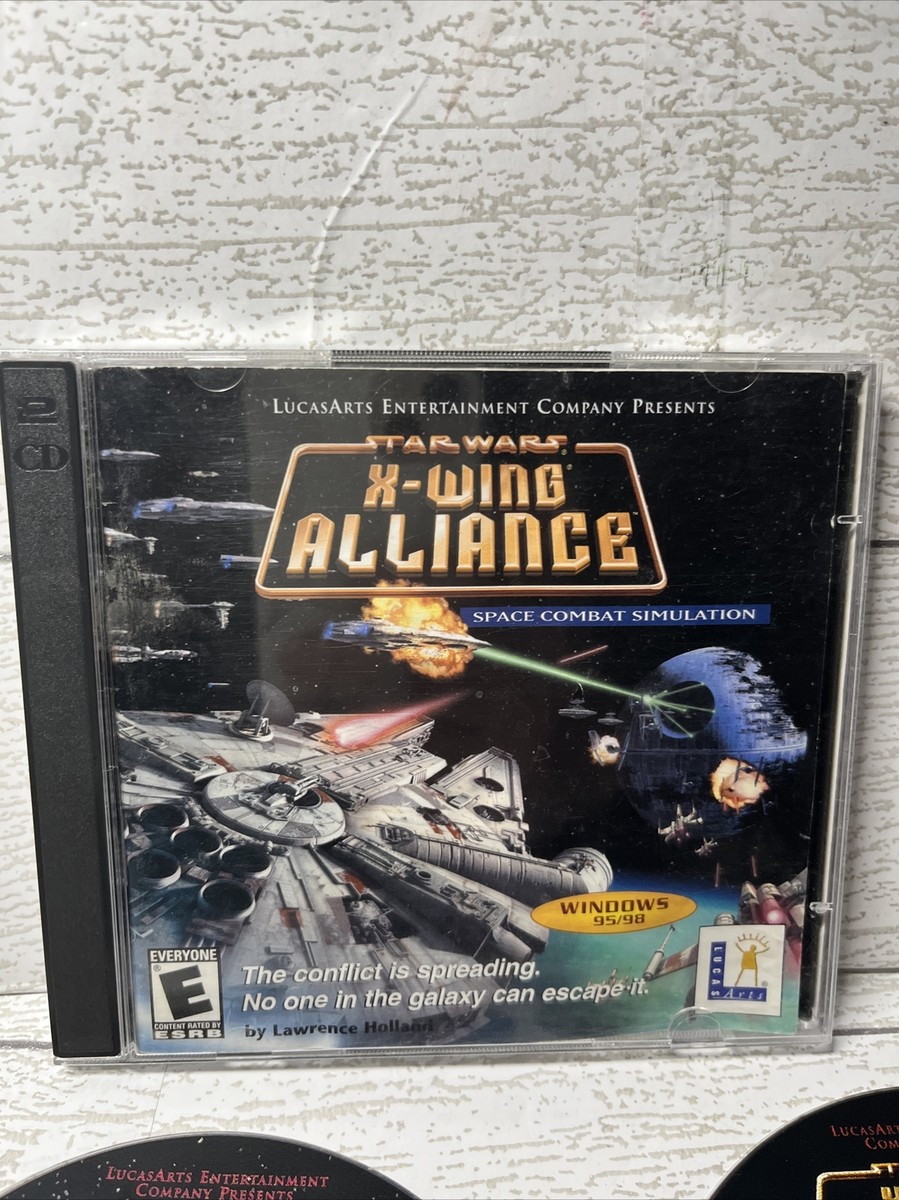 2
CD
LUCASARTS ENTERTAINMENT COMPANY PRESENTS
STAR WARS
X-WING
ALLIANCE™
SPACE COMBAT SIMULATION
WINDOWS
95/98
EVERYONE
E
CONTENT RATED BY
ESRB
The conflict is spreading.
No one in the galaxy can escape it.
by Lawrence Holland
LUCAS
Arts
LUCASARTS ENTERTAINMENT
COMPANY PRESENTS